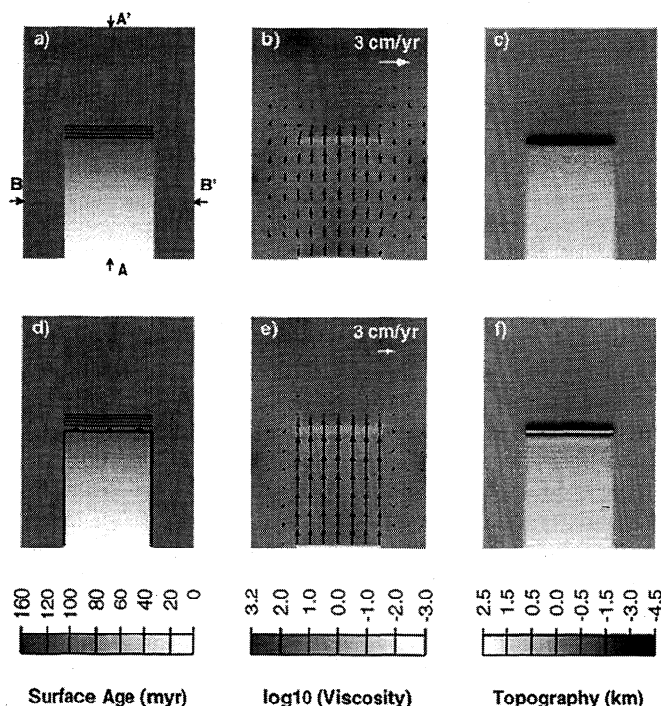 A'
a)
b)
3 cm/yr
c)
B
B'
A
d)
e)
3 cm/yr
f)
160
120
100
80
60
40
20
0
3.2
2.0
1.0
0.0
-1.0
-2.0
-3.0
2.5
1.5
0.5
0.0
-0.5
-1.5
-3.0
-4.5
Surface Age (myr)
log10 (Viscosity)
Topography (km)